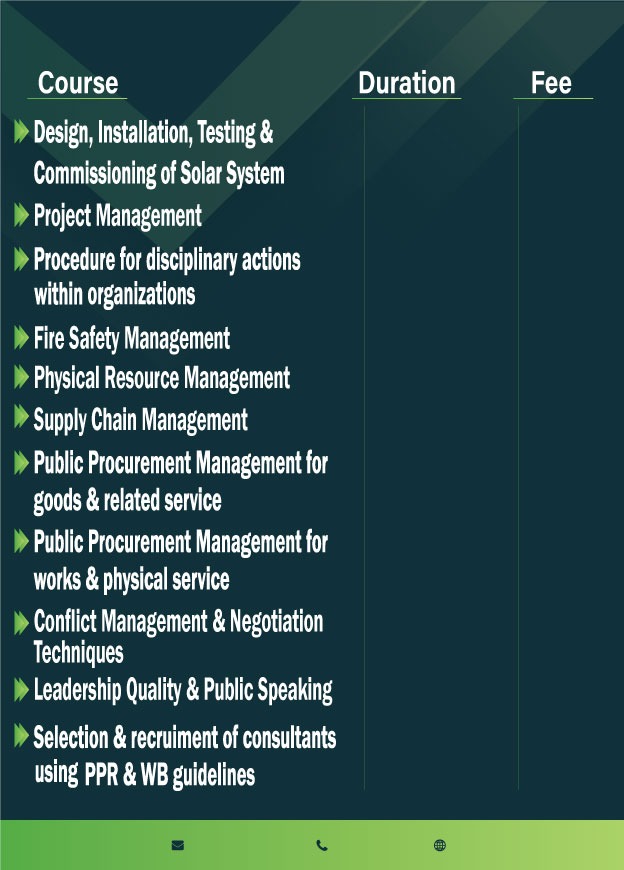 Course Duration Fee
Design, Installation, Testing &
Commissioning of Solar System
Project Management
Procedure for disciplinary actions
within organizations
Fire Safety Management
Physical Resource Management
Supply Chain Management
Public Procurement Management for
goods & related service
Public Procurement Management for
works & physical service
Conflict Management & Negotiation
Techniques
Leadership Quality & Public Speaking
Selection & recruiment of consultants
using PPR & WB guidelines